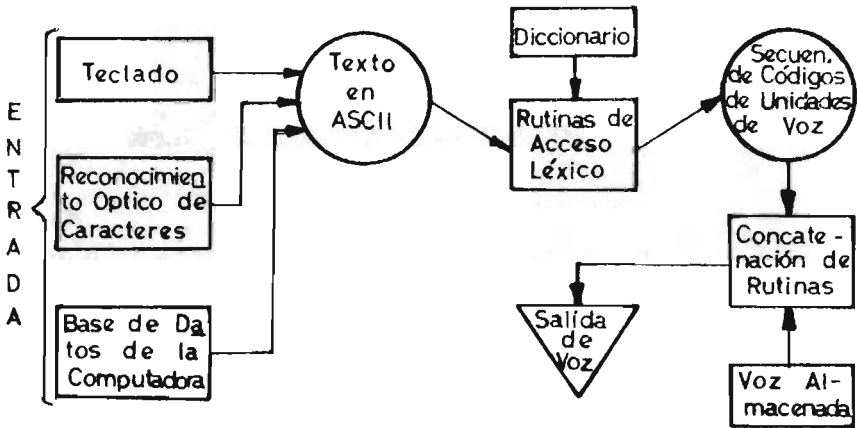 ENTRADA
Teclado
Reconocimien
to Optico de
Caracteres
Base de Da
tos de la
Computadora
Texto
en
ASCII
Diccionario
Rutinas de
Acceso
Léxico
Secuen.
de Códigos
de Unidades
de Voz
Concate-
nación de
Rutinas
Voz Al-
macenada
Salida
de
Voz